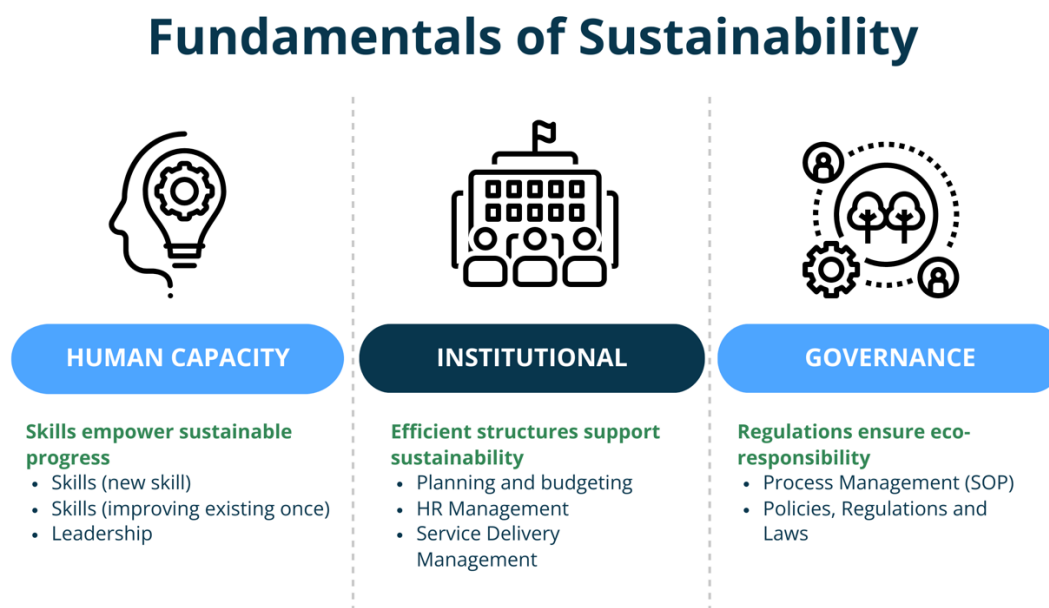 Fundamentals of Sustainability
HUMAN CAPACITY
Skills empower sustainable
progress
• Skills (new skill)
• Skills (improving existing once)
• Leadership
INSTITUTIONAL
Efficient structures support
sustainability
• Planning and budgeting
• HR Management
• Service Delivery
Management
GOVERNANCE
Regulations ensure eco-
responsibility
• Process Management (SOP)
• Policies, Regulations and
Laws